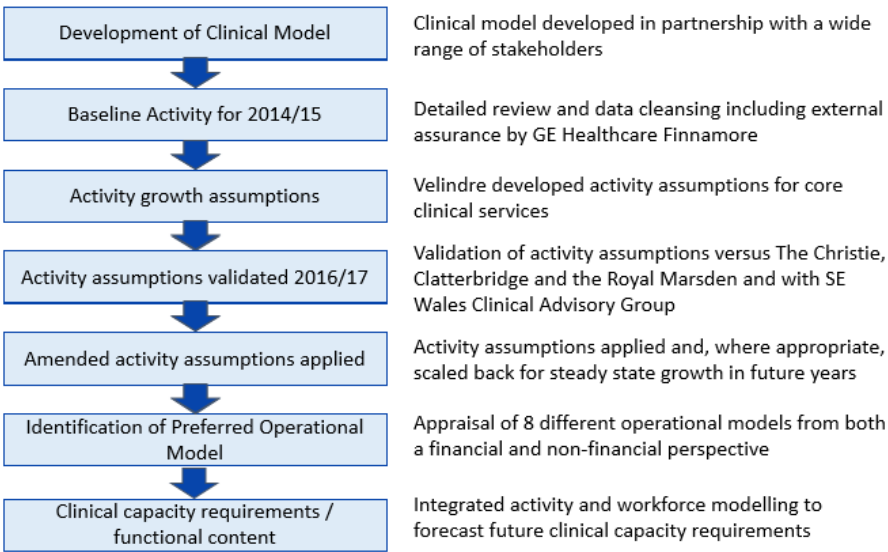 Development of Clinical Model
Clinical model developed in partnership with a wide
range of stakeholders
Baseline Activity for 2014/15
Detailed review and data cleansing including external
assurance by GE Healthcare Finnamore
Activity growth assumptions
Velindre developed activity assumptions for core
clinical services
Activity assumptions validated 2016/17
Validation of activity assumptions versus The Christie,
Clatterbridge and the Royal Marsden and with SE
Wales Clinical Advisory Group
Amended activity assumptions applied
Activity assumptions applied and, where appropriate,
scaled back for steady state growth in future years
Identification of Preferred Operational
Model
Appraisal of 8 different operational models from both
a financial and non-financial perspective
Clinical capacity requirements /
functional content
Integrated activity and workforce modelling to
forecast future clinical capacity requirements